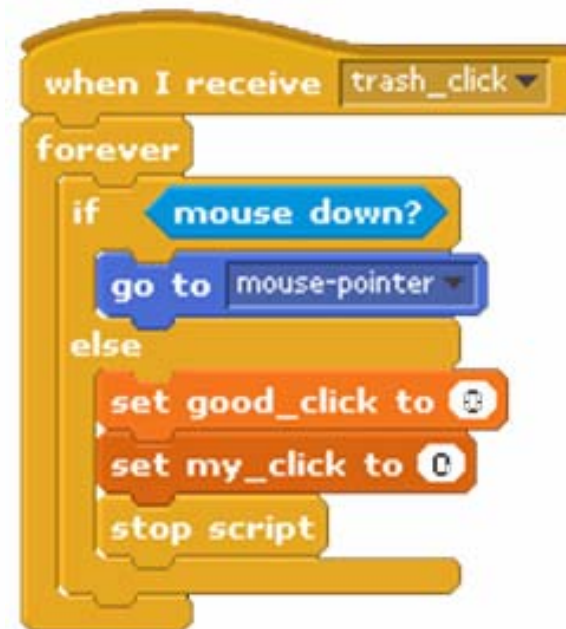 when I receive trash_click
forever
if mouse down?
go to mouse-pointer
else
set good_click to 0
set my_click to 0
stop script